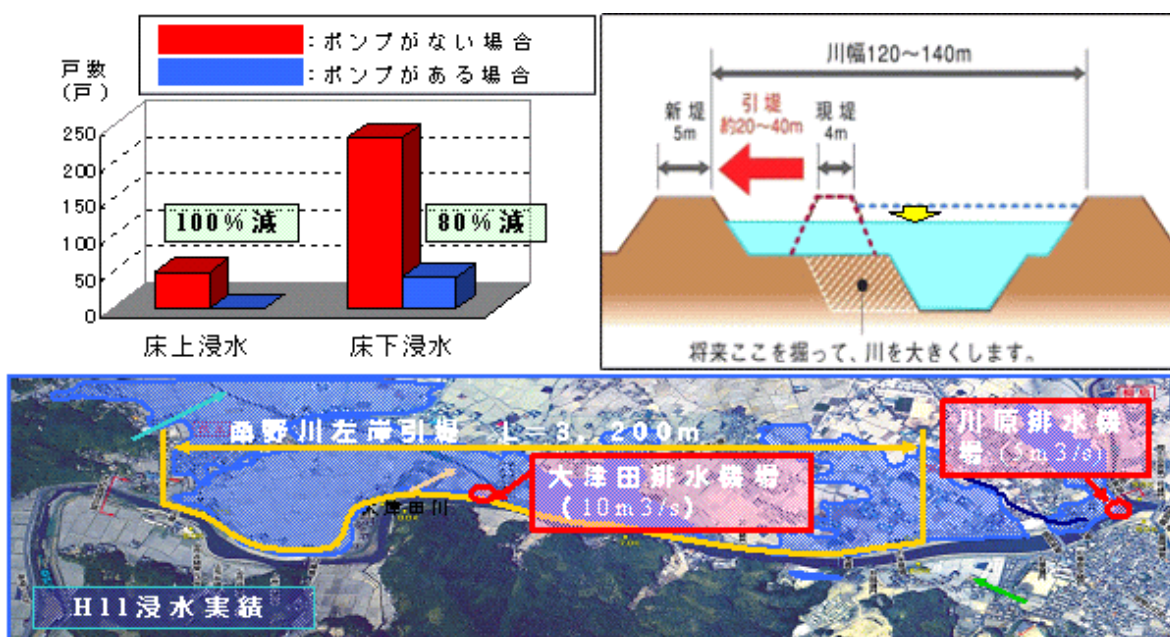 :ポンプがない場合
:ポンプがある場合
戸数
(戸)
250
200
150
100
50
0
100%減
80%減
床上浸水
床下浸水
川幅120～140m
新堤
5m
引堤
約20～40m
現堤
4m
将来ここを掘って、川を大きくします。
桑野川左岸引堤 L=3,200m
川原排水機
場(5m3/s)
大津田排水機場
(10m3/s)
大津田川
H11浸水実績